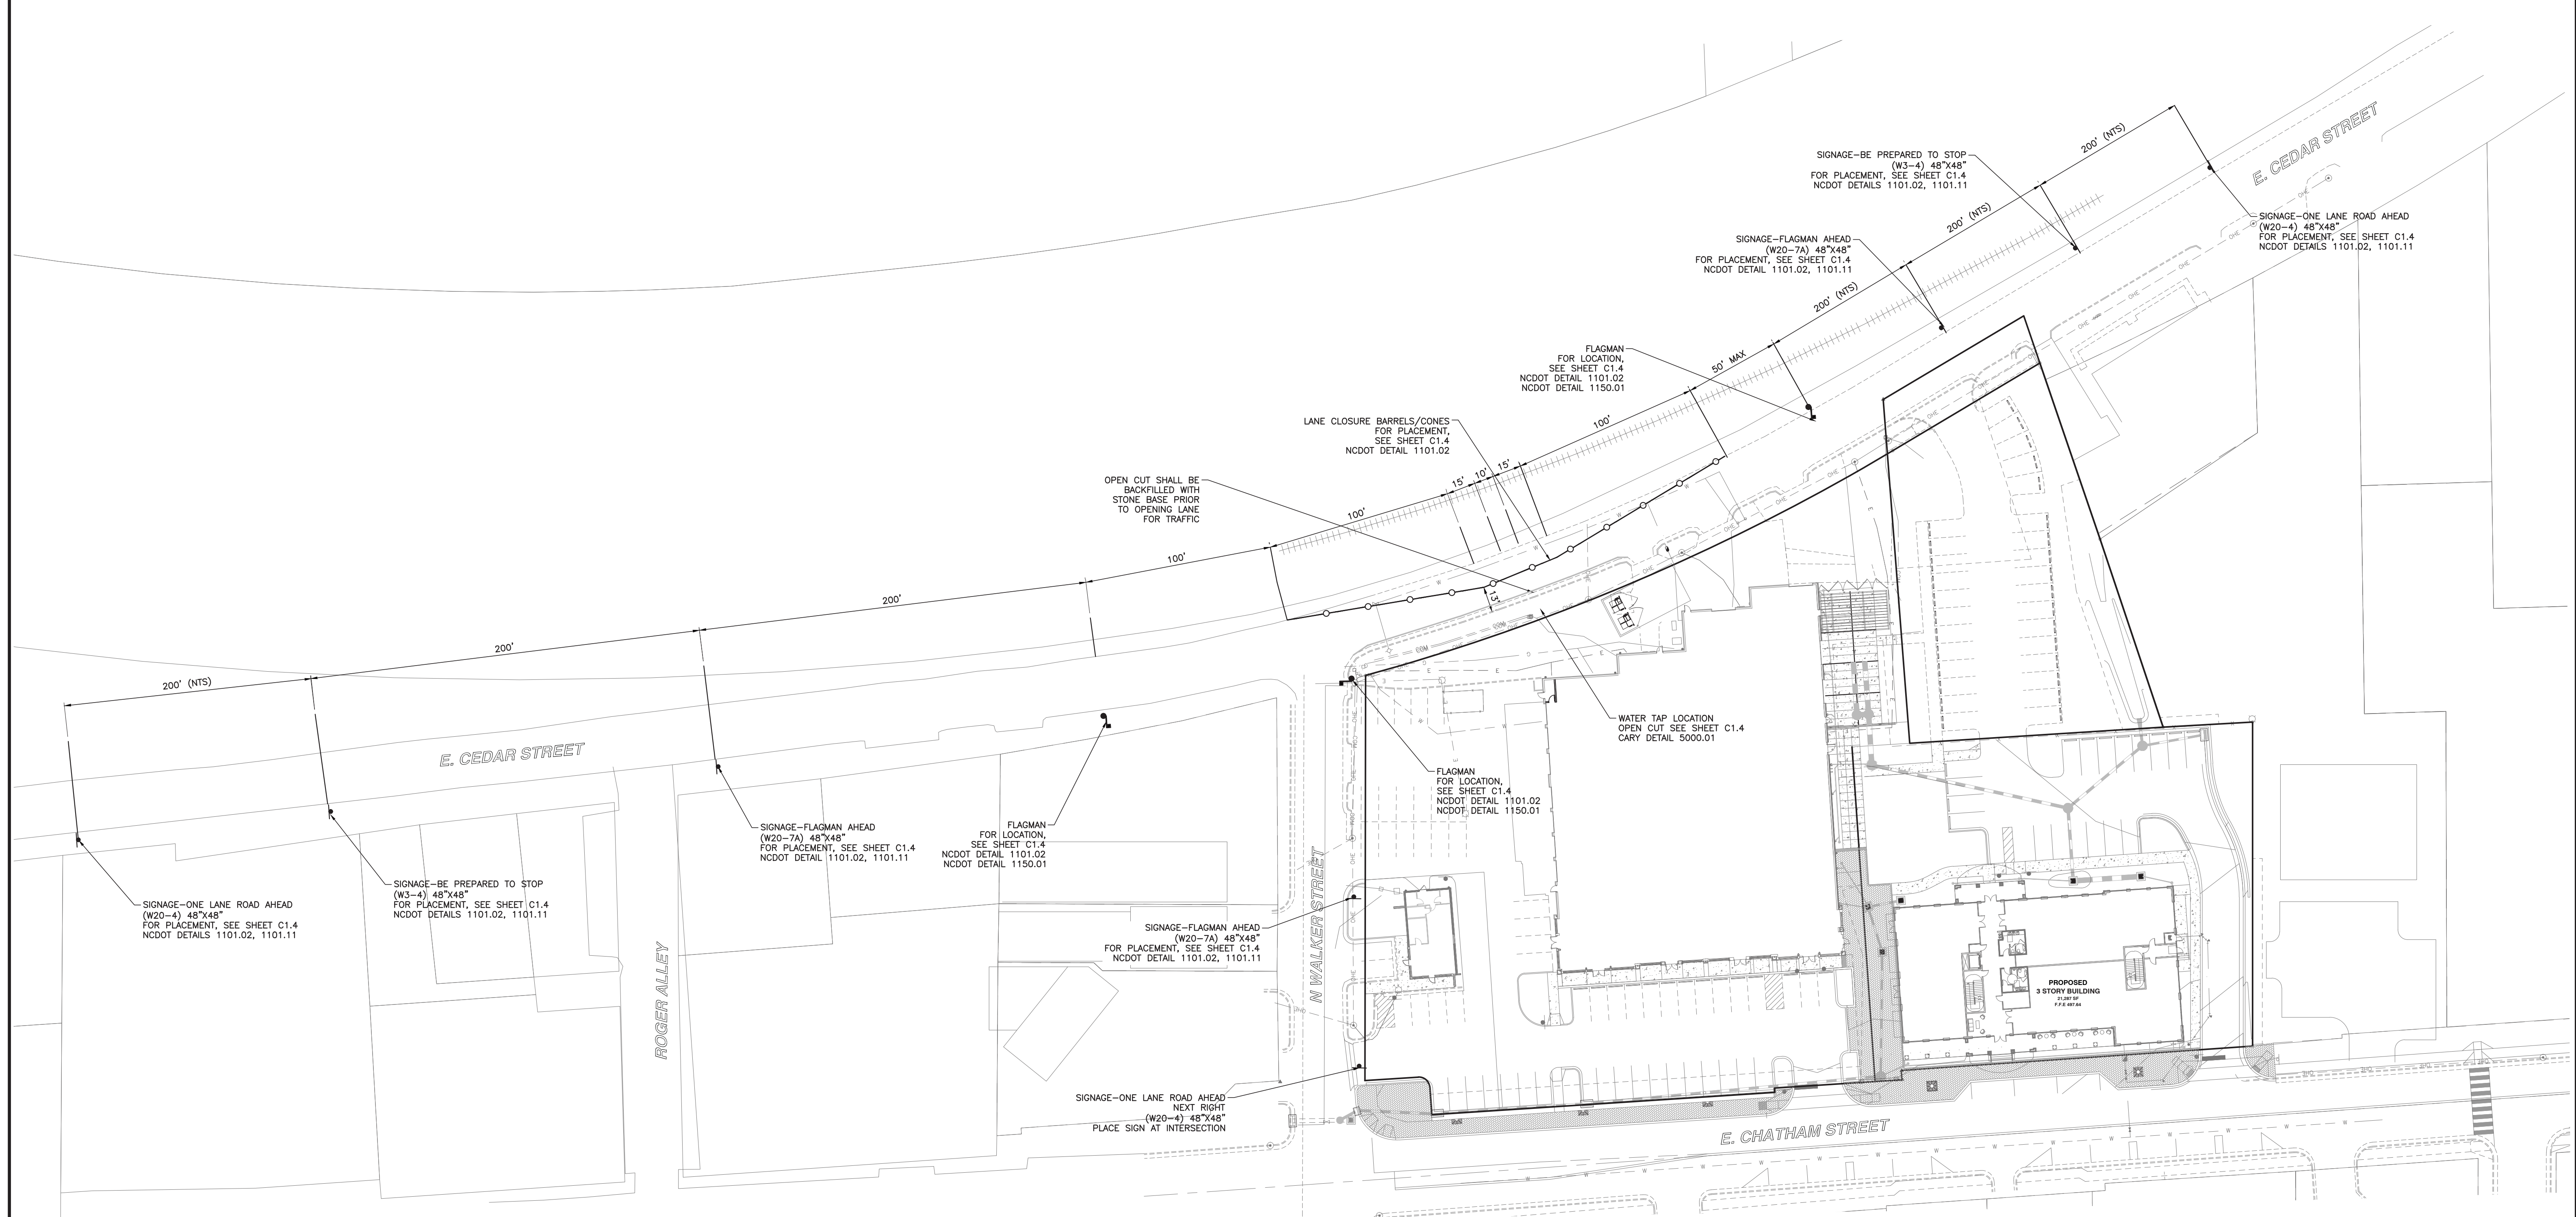 200' (NTS)
E. CEDAR STREET
SIGNAGE-BE PREPARED TO STOP
(W3-4) 48"X48"
FOR PLACEMENT, SEE SHEET C1.4
NCDOT DETAILS 1101.02, 1101.11
200' (NTS)
SIGNAGE-ONE LANE ROAD AHEAD
(W20-4) 48"X48"
FOR PLACEMENT, SEE SHEET C1.4
NCDOT DETAILS 1101.02, 1101.11
SIGNAGE-FLAGMAN AHEAD
(W20-7A) 48"X48"
FOR PLACEMENT, SEE SHEET C1.4
NCDOT DETAIL 1101.02, 1101.11
200' (NTS)
FLAGMAN
FOR LOCATION,
SEE SHEET C1.4
NCDOT DETAIL 1101.02
NCDOT DETAIL 1150.01
50' MAX
100'
LANE CLOSURE BARRELS/CONES
FOR PLACEMENT,
SEE SHEET C1.4
NCDOT DETAIL 1101.02
15'
10'
15'
OPEN CUT SHALL BE
BACKFILLED WITH
STONE BASE PRIOR
TO OPENING LANE
FOR TRAFFIC
100'
100'
13'
200'
200'
200' (NTS)
E. CEDAR STREET
WATER TAP LOCATION
OPEN CUT SEE SHEET C1.4
CARY DETAIL 5000.01
FLAGMAN
FOR LOCATION,
SEE SHEET C1.4
NCDOT DETAIL 1101.02
NCDOT DETAIL 1150.01
SIGNAGE-FLAGMAN AHEAD
(W20-7A) 48"X48"
FOR PLACEMENT, SEE SHEET C1.4
NCDOT DETAILS 1101.02, 1101.11
FLAGMAN
FOR LOCATION,
SEE SHEET C1.4
NCDOT DETAIL 1101.02
NCDOT DETAIL 1150.01
SIGNAGE-BE PREPARED TO STOP
(W3-4) 48"X48"
FOR PLACEMENT, SEE SHEET C1.4
NCDOT DETAILS 1101.02, 1101.11
SIGNAGE-ONE LANE ROAD AHEAD
(W20-4) 48"X48"
FOR PLACEMENT, SEE SHEET C1.4
NCDOT DETAILS 1101.02, 1101.11
SIGNAGE-FLAGMAN AHEAD
(W20-7A) 48"X48"
FOR PLACEMENT, SEE SHEET C1.4
NCDOT DETAILS 1101.02, 1101.11
N WALKER STREET
ROGER ALLEY
PROPOSED
3 STORY BUILDING
21,287 SF
F.F.E 497.64
SIGNAGE-ONE LANE ROAD AHEAD
NEXT RIGHT
(W20-4) 48"X48"
PLACE SIGN AT INTERSECTION
E. CHATHAM STREET